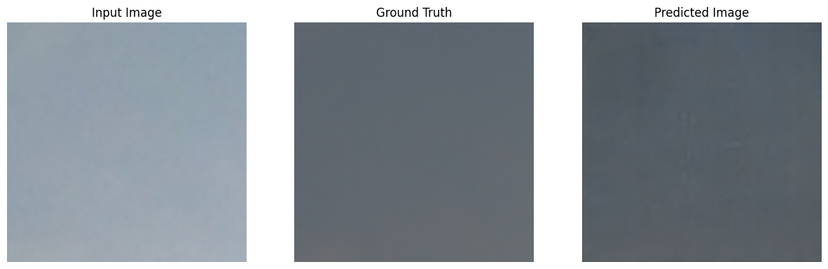 Input Image
Ground Truth
Predicted Image